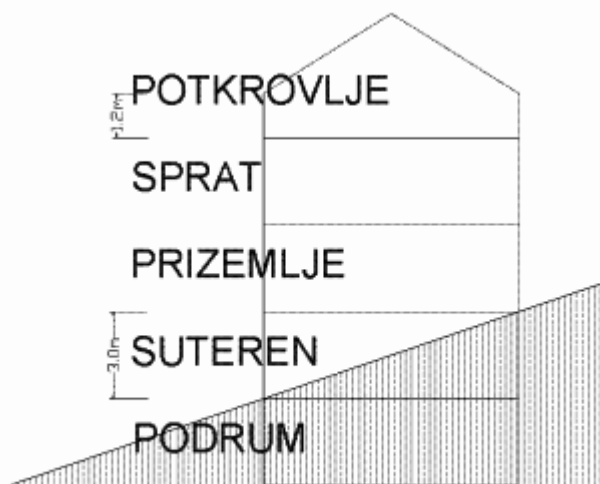 POTKROVLJE
1.2m
SPRAT
PRIZEMLJE
SUTEREN
3.0m
PODRUM